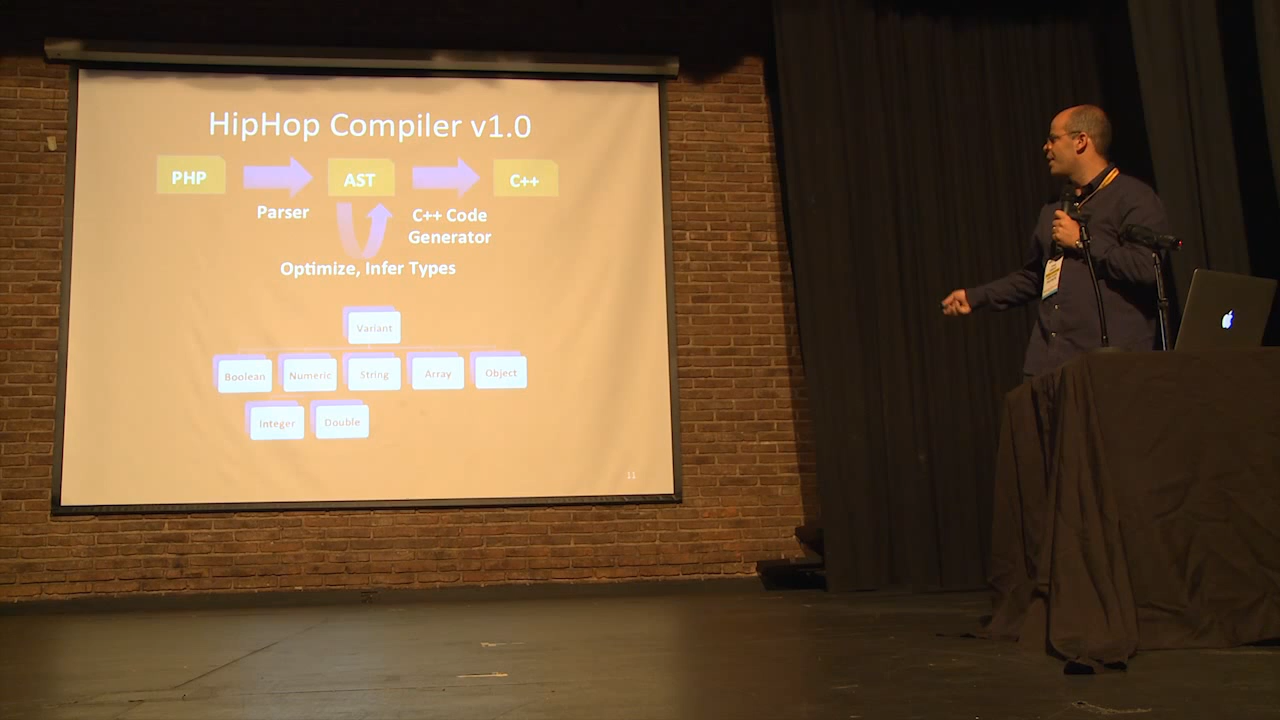 HipHop Compiler v1.0
PHP
AST
C++
Parser
C++ Code
Generator
Optimize, Infer Types
Variant
Boolean
Numeric
String
Array
Object
Integer
Double
11